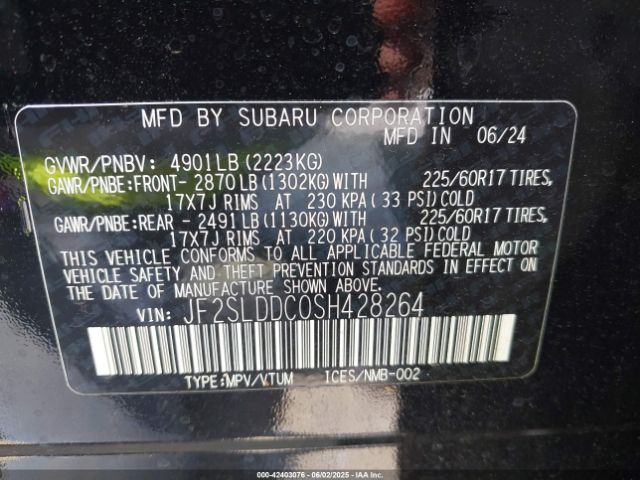 MFD BY SUBARU CORPORATION
MFD IN 06/24
GVWR/PNBV: 4901LB(2223KG)
GAWR/PNBE:FRONT- 2870LB(1302KG)WITH 225/60R17 TIRES,
17X7J RIMS AT 230 KPA(33 PSI)COLD
GAWR/PNBE:REAR - 2491LB(1130KG)WITH 225/60R17 TIRES,
17X7J RIMS AT 220 KPA(32 PSI)COLD
THIS VEHICLE CONFORMS TO ALL APPLICABLE FEDERAL MOTOR
VEHICLE SAFETY AND THEFT PREVENTION STANDARDS IN EFFECT ON
THE DATE OF MANUFACTURE SHOWN ABOVE.
VIN: JF2SLDDC0SH428264
TYPE:MPV/VTUM ICES/NMB-002
000-42403076 - 06/02/2025 - IAAI.COM